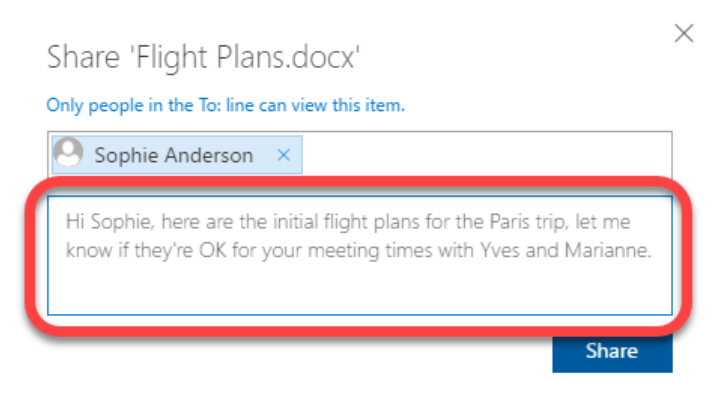 Share 'Flight Plans.docx'
Only people in the To: line can view this item.
Sophie Anderson
Hi Sophie, here are the initial flight plans for the Paris trip, let me
know if they're OK for your meeting times with Yves and Marianne.
Share